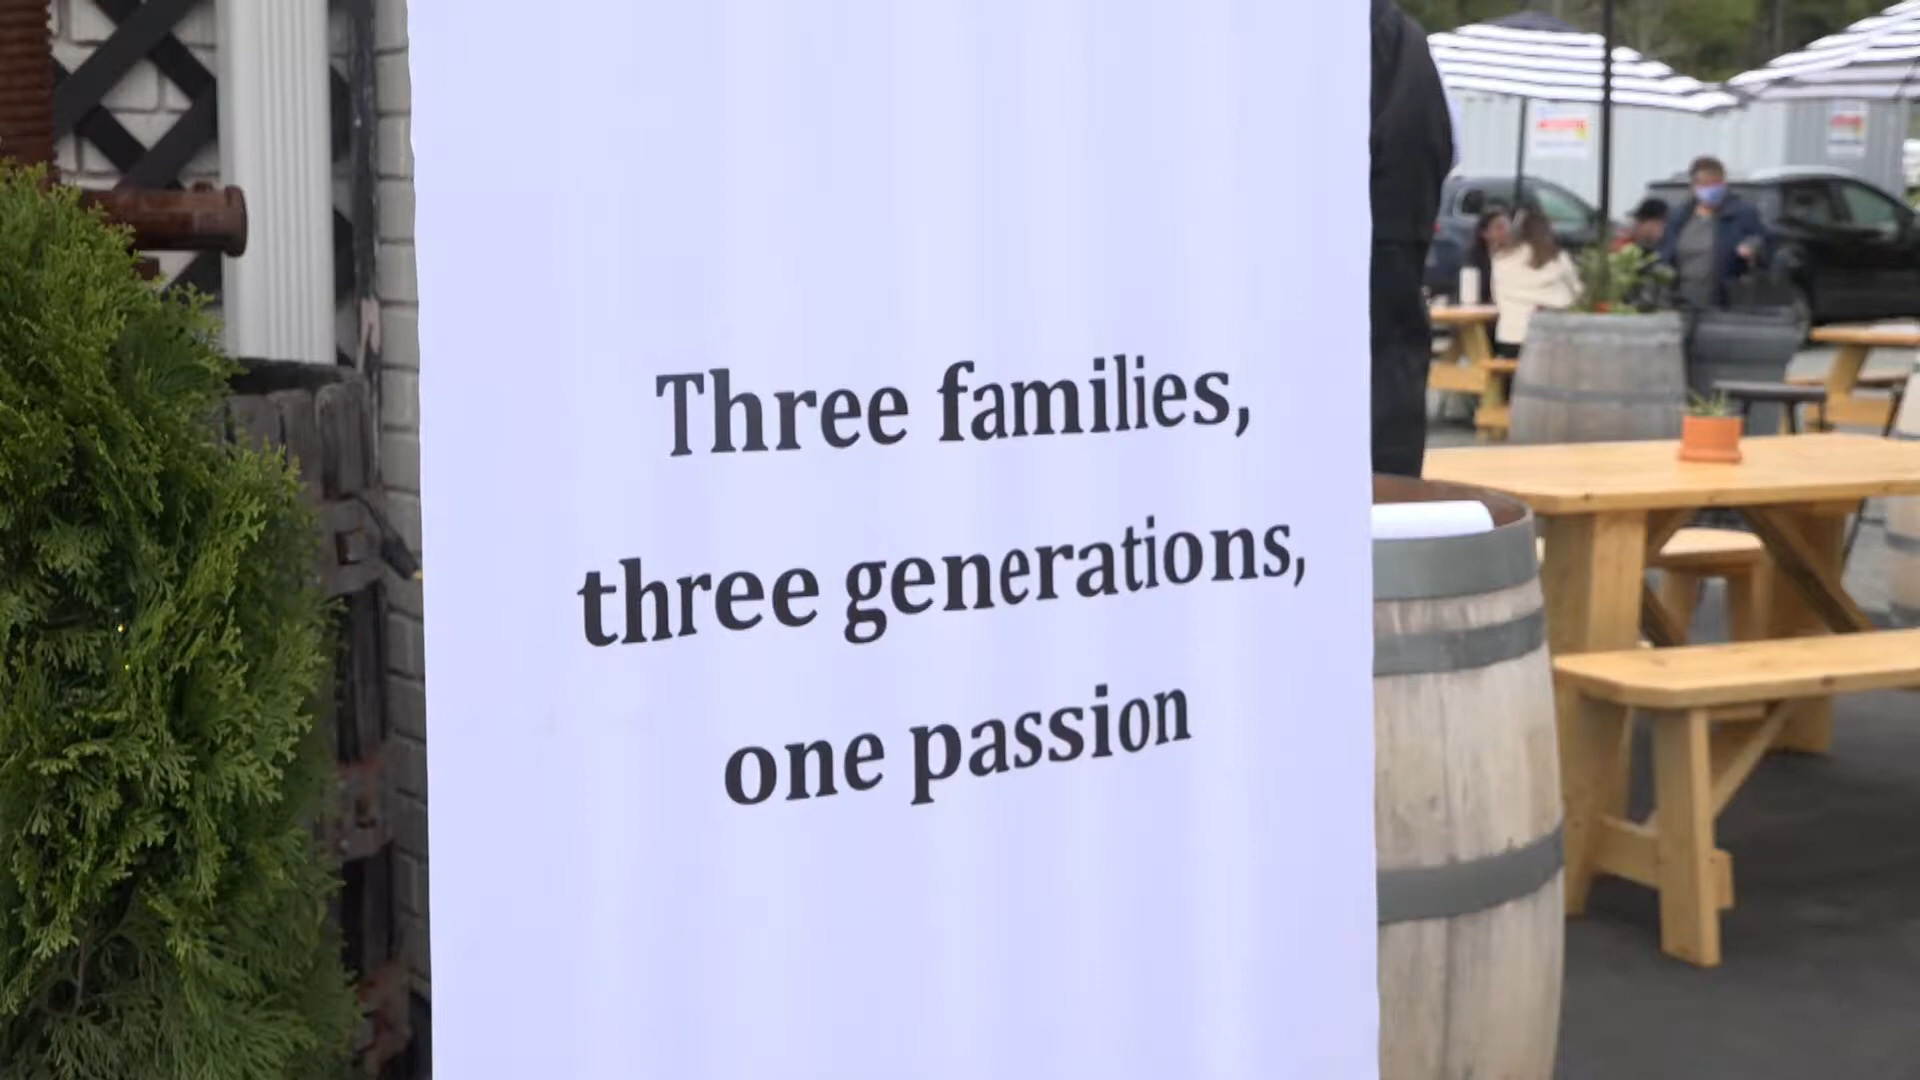 Three families,
three generations,
one passion